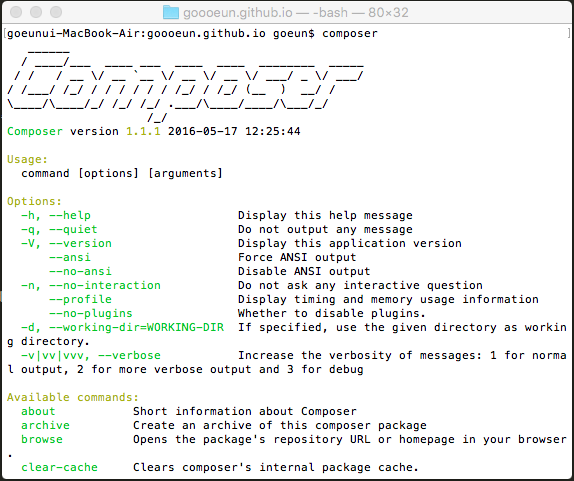 goooeun.github.io — -bash — 80×32
[goeunui-MacBook-Air:goooeun.github.io goeun$ composer ]
   ______
  / ____/___  ____ ___  ____  ____  ________  _____
 / /   / __ \/ __ `__ \/ __ \/ __ \/ ___/ _ \/ ___/
/ /___/ /_/ / / / / / / /_/ / /_/ (__  )  __/ /
\____/\____/_/ /_/ /_/ .___/\____/____/\___/_/
                    /_/
Composer version 1.1.1 2016-05-17 12:25:44

Usage:
  command [options] [arguments]

Options:
  -h, --help                     Display this help message
  -q, --quiet                    Do not output any message
  -V, --version                  Display this application version
      --ansi                     Force ANSI output
      --no-ansi                  Disable ANSI output
  -n, --no-interaction           Do not ask any interactive question
      --profile                  Display timing and memory usage information
      --no-plugins               Whether to disable plugins.
  -d, --working-dir=WORKING-DIR  If specified, use the given directory as workin
g directory.
  -v|vv|vvv, --verbose           Increase the verbosity of messages: 1 for norma
l output, 2 for more verbose output and 3 for debug

Available commands:
  about           Short information about Composer
  archive         Create an archive of this composer package
  browse          Opens the package's repository URL or homepage in your browser
.
  clear-cache     Clears composer's internal package cache.